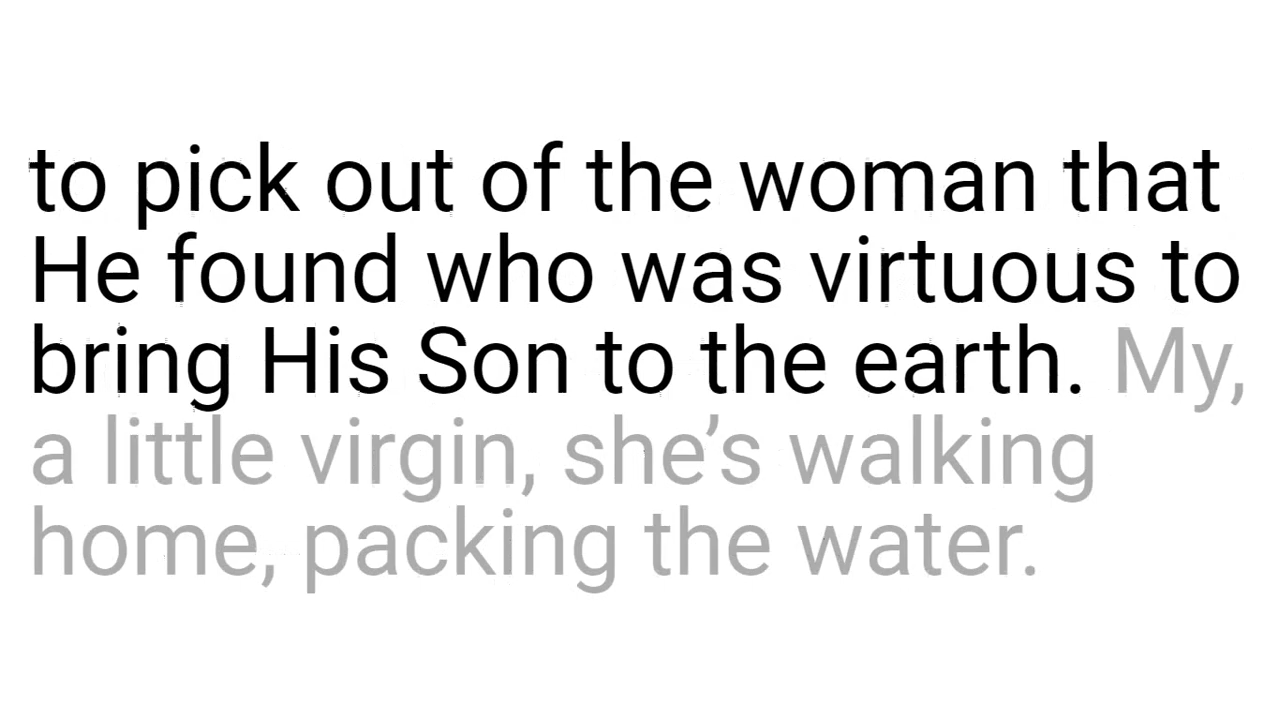 to pick out of the woman that
He found who was virtuous to
bring His Son to the earth. My,
a little virgin, she’s walking
home, packing the water.